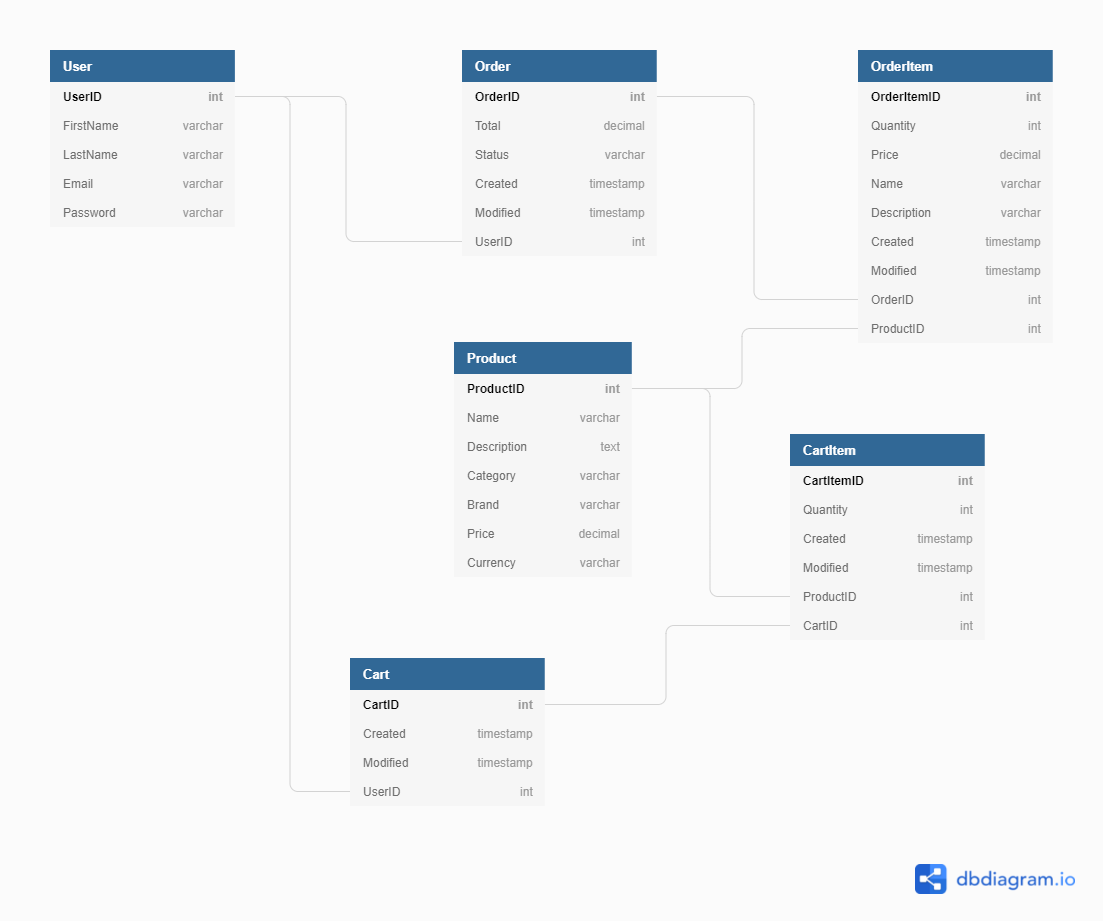 User
UserID int
FirstName varchar
LastName varchar
Email varchar
Password varchar
Order
OrderID int
Total decimal
Status varchar
Created timestamp
Modified timestamp
UserID int
OrderItem
OrderItemID int
Quantity int
Price decimal
Name varchar
Description varchar
Created timestamp
Modified timestamp
OrderID int
ProductID int
Product
ProductID int
Name varchar
Description text
Category varchar
Brand varchar
Price decimal
Currency varchar
CartItem
CartItemID int
Quantity int
Created timestamp
Modified timestamp
ProductID int
CartID int
Cart
CartID int
Created timestamp
Modified timestamp
UserID int
dbdiagram.io